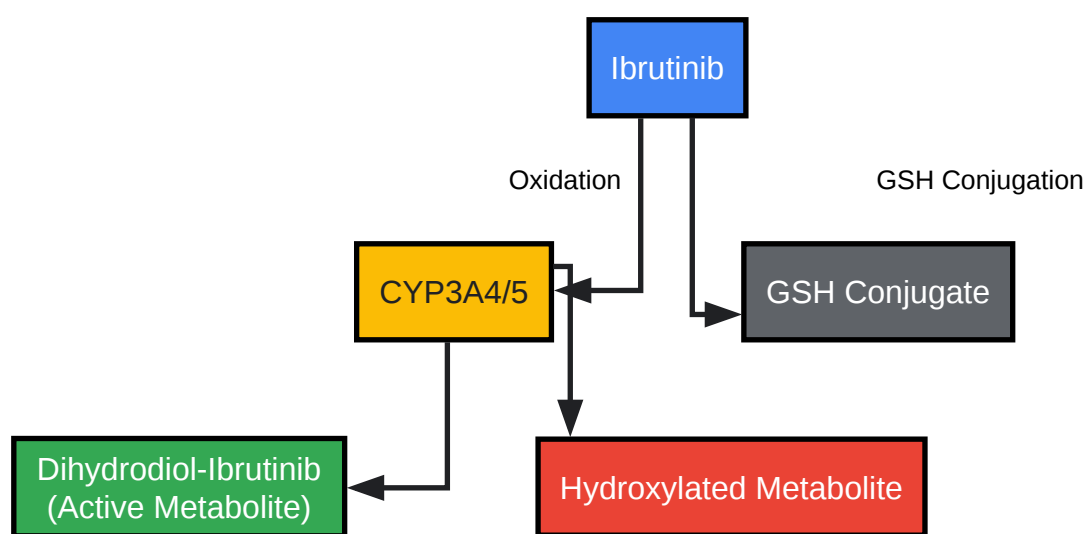 Ibrutinib
Oxidation
GSH Conjugation
CYP3A4/5
GSH Conjugate
Dihydrodiol-Ibrutinib
(Active Metabolite)
Hydroxylated Metabolite